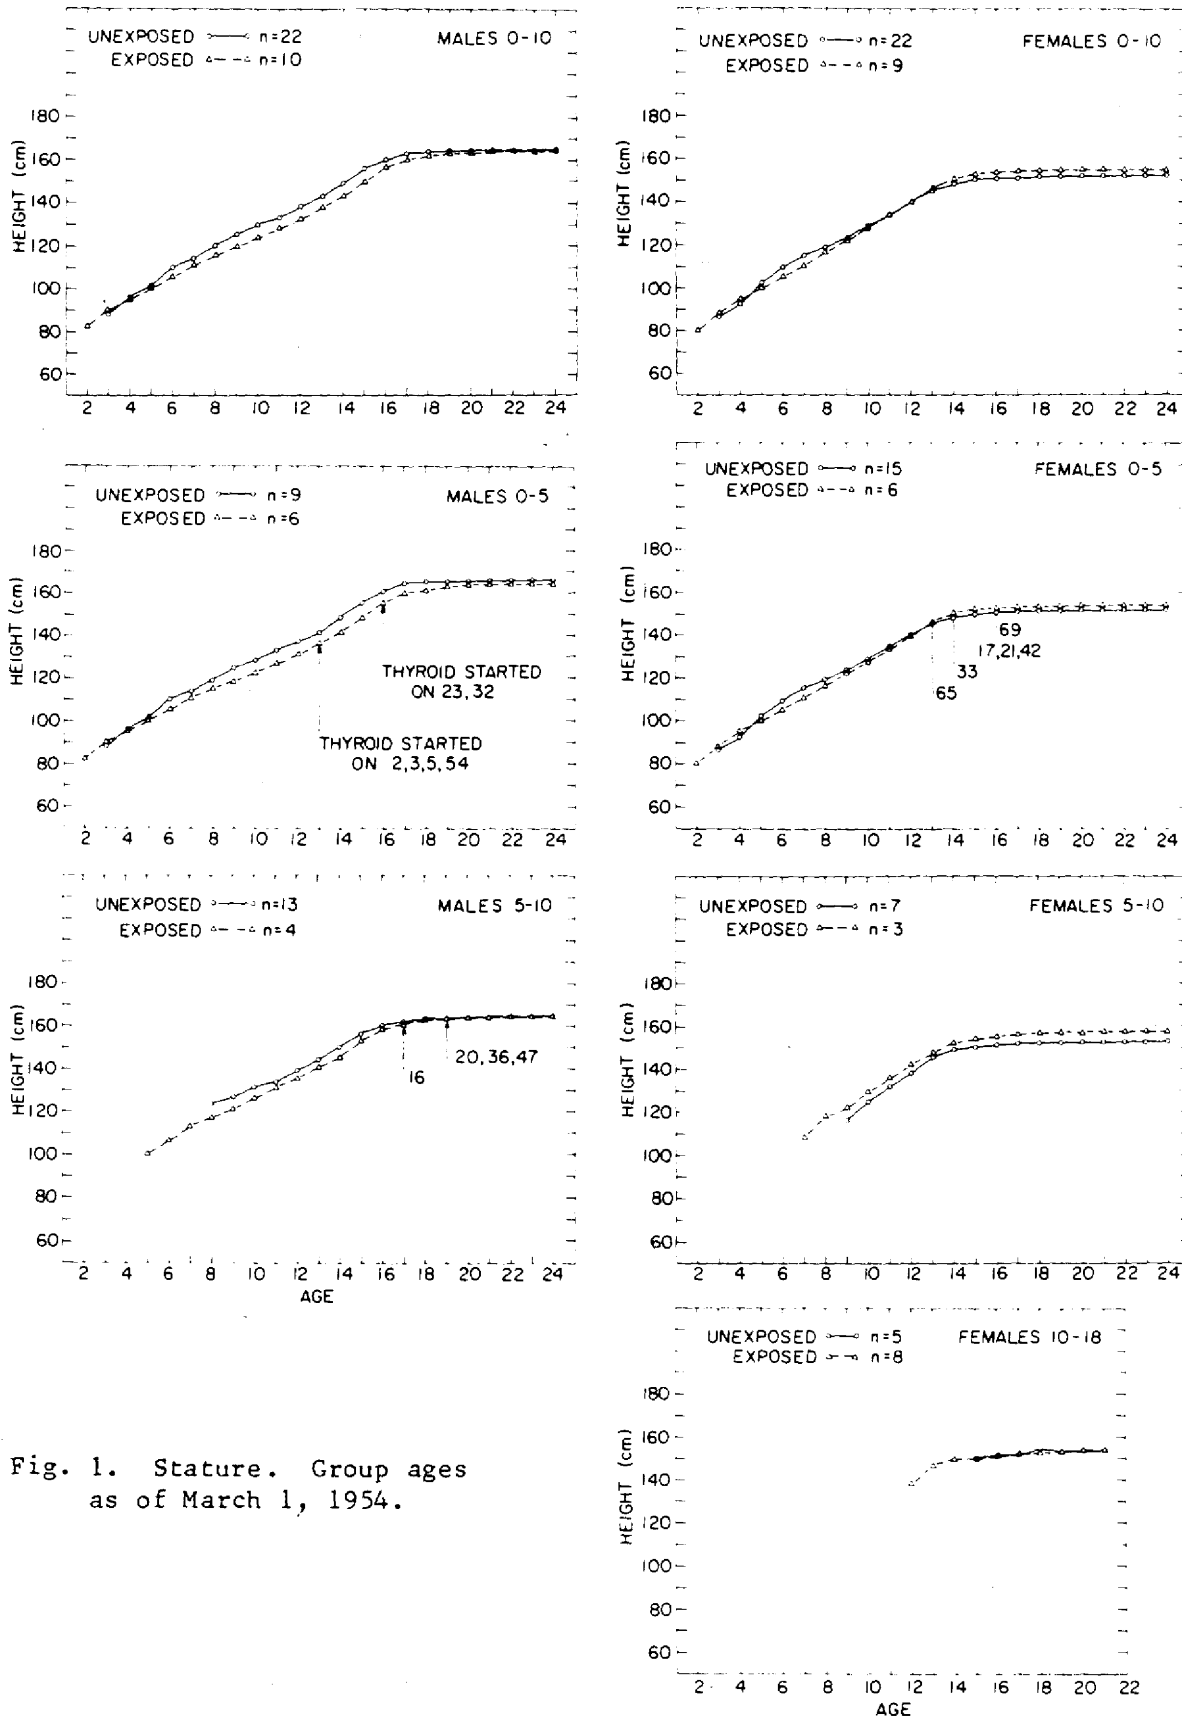 UNEXPOSED n=22 MALES 0-10
EXPOSED n=10
HEIGHT (cm)
180
160
140
120
100
80
60
2 4 6 8 10 12 14 16 18 20 22 24
UNEXPOSED n=22 FEMALES 0-10
EXPOSED n=9
HEIGHT (cm)
180
160
140
120
100
80
60
2 4 6 8 10 12 14 16 18 20 22 24
UNEXPOSED n=9 MALES 0-5
EXPOSED n=6
HEIGHT (cm)
180
160
140
120
100
80
60
THYROID STARTED
ON 23, 32
THYROID STARTED
ON 2,3,5,54
2 4 6 8 10 12 14 16 18 20 22 24
UNEXPOSED n=15 FEMALES 0-5
EXPOSED n=6
HEIGHT (cm)
180
160
140
120
100
80
60
69
17,21,42
33
65
2 4 6 8 10 12 14 16 18 20 22 24
UNEXPOSED n=13 MALES 5-10
EXPOSED n=4
HEIGHT (cm)
180
160
140
120
100
80
60
20,36,47
16
2 4 6 8 10 12 14 16 18 20 22 24
AGE
UNEXPOSED n=7 FEMALES 5-10
EXPOSED n=3
HEIGHT (cm)
180
160
140
120
100
80
60
2 4 6 8 10 12 14 16 18 20 22 24
UNEXPOSED n=5 FEMALES 10-18
EXPOSED n=8
HEIGHT (cm)
180
160
140
120
100
80
60
2 4 6 8 10 12 14 16 18 20 22
AGE
Fig. 1. Stature. Group ages
as of March 1, 1954.